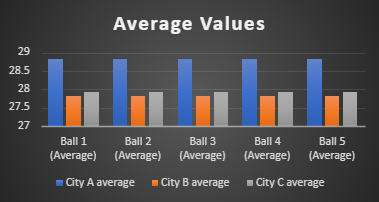 Average Values
29
28.5
28
27.5
27
Ball 1 Ball 2 Ball 3 Ball 4 Ball 5
(Average) (Average) (Average) (Average) (Average)
City A average City B average City C average